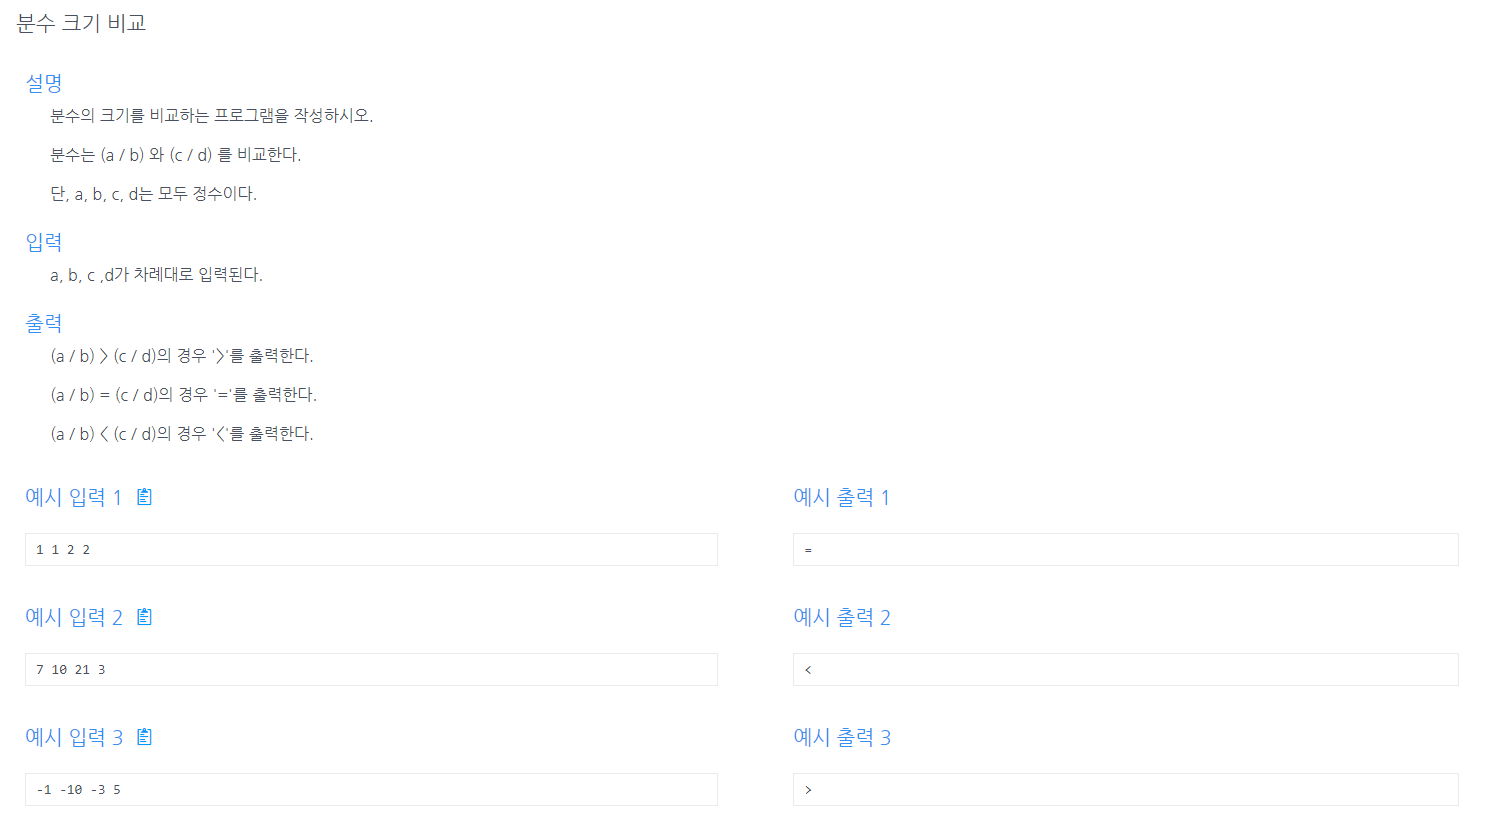 분수 크기 비교
설명
분수의 크기를 비교하는 프로그램을 작성하시오.
분수는 (a / b) 와 (c / d) 를 비교한다.
단, a, b, c, d는 모두 정수이다.
입력
a, b, c ,d가 차례대로 입력된다.
출력
(a / b) > (c / d)의 경우 '>'를 출력한다.
(a / b) = (c / d)의 경우 '='를 출력한다.
(a / b) < (c / d)의 경우 '<'를 출력한다.
예시 입력 1
예시 출력 1
1 1 2 2
=
예시 입력 2
예시 출력 2
7 10 21 3
<
예시 입력 3
예시 출력 3
-1 -10 -3 5
>